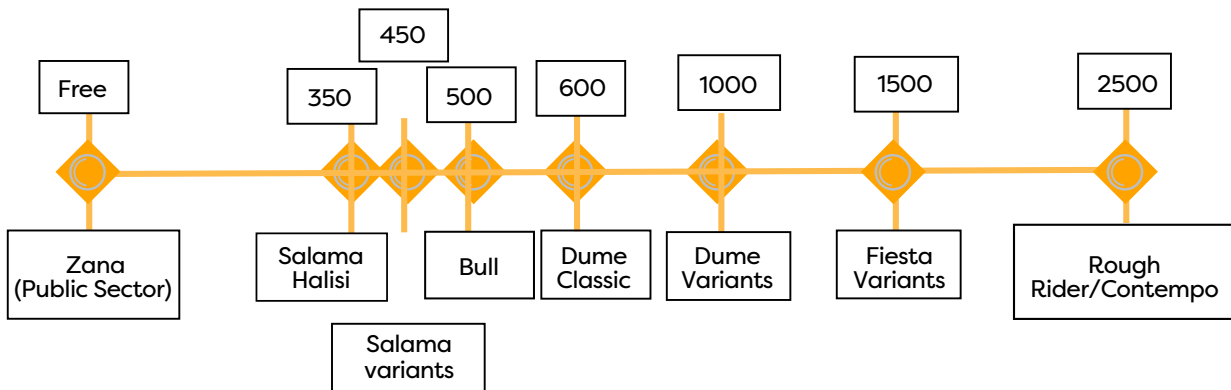 450
Free
350
500
600
1000
1500
2500
Zana
(Public Sector)
Salama
Halisi
Bull
Dume
Classic
Dume
Variants
Fiesta
Variants
Rough
Rider/Contempo
Salama
variants